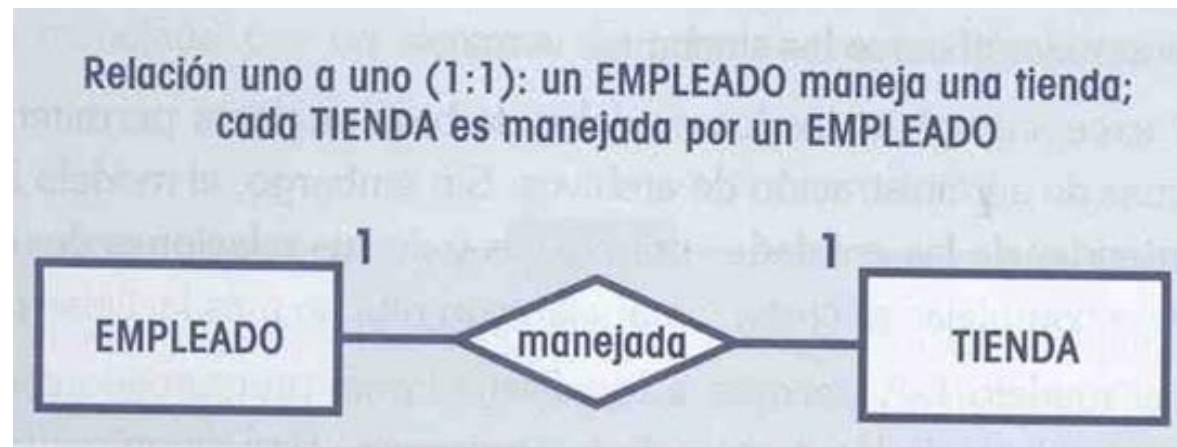 Relación uno a uno (1:1): un EMPLEADO maneja una tienda;
cada TIENDA es manejada por un EMPLEADO
1
1
EMPLEADO
manejada
TIENDA